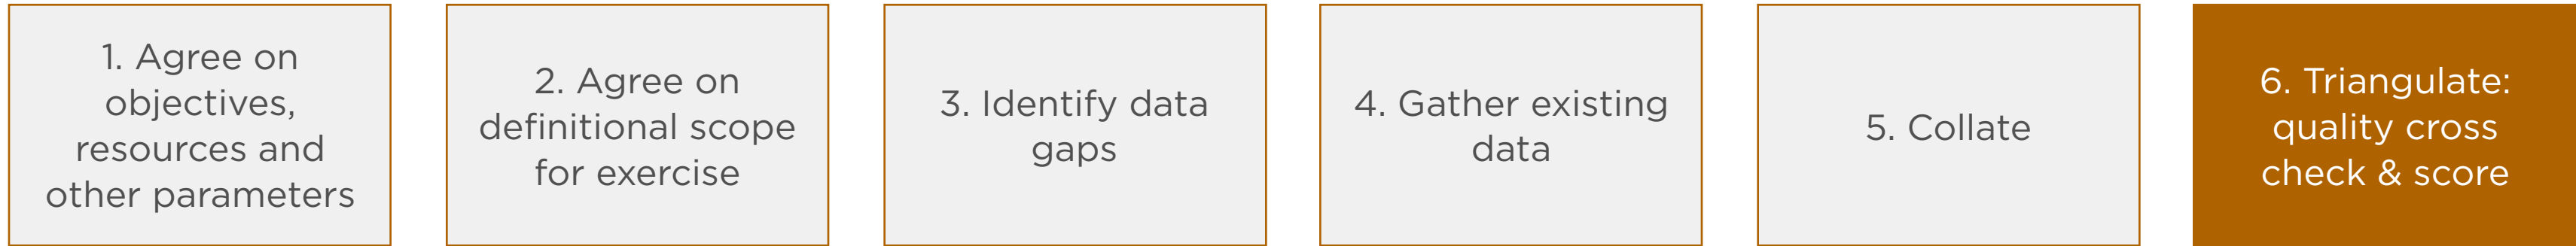 1. Agree on
objectives,
resources and
other parameters
2. Agree on
definitional scope
for exercise
3. Identify data
gaps
4. Gather existing
data
5. Collate
6. Triangulate:
quality cross
check & score